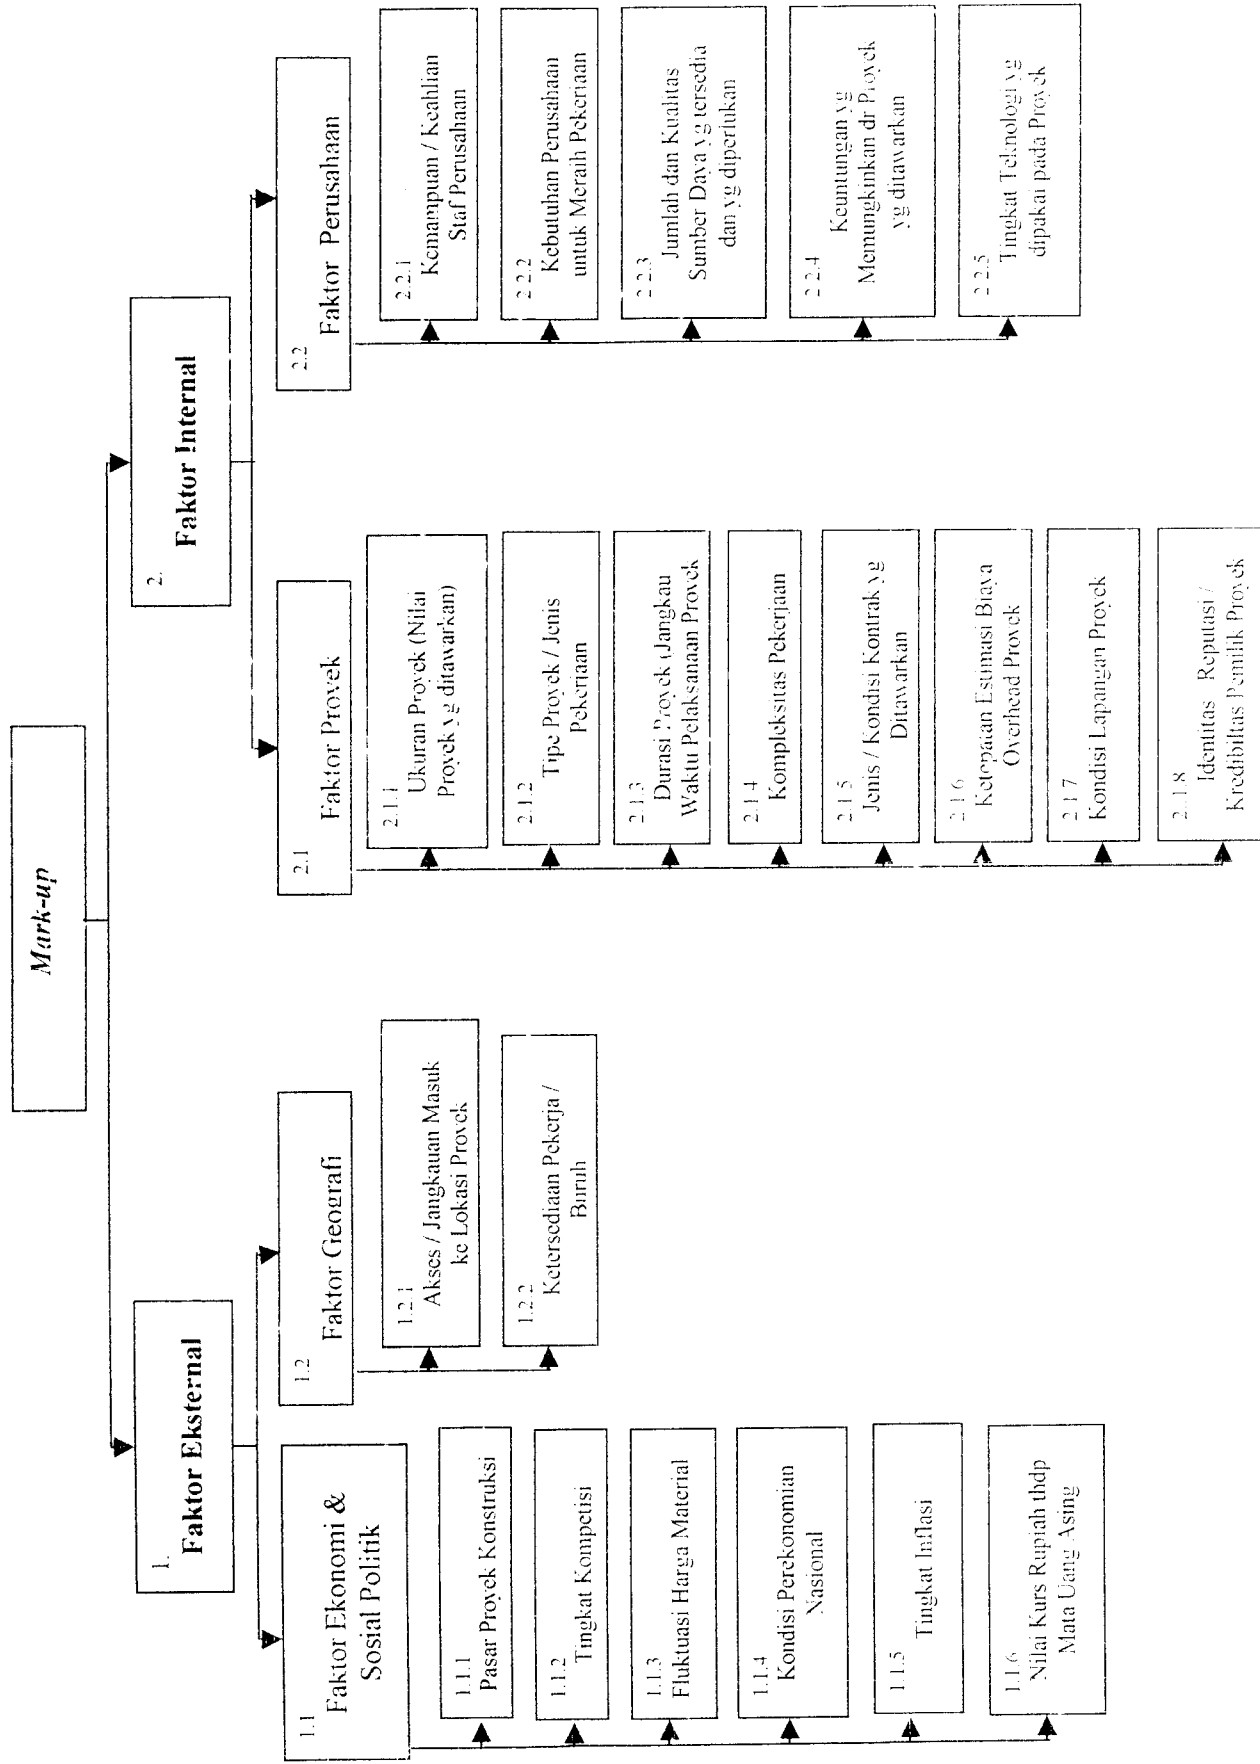 Mark-up
1.
Faktor Eksternal
1.1
Faktor Ekonomi &
Sosial Politik
1.1.1
Pasar Proyek Konstruksi
1.1.2
Tingkat Kompetisi
1.1.3
Fluktuasi Harga Material
1.1.4
Kondisi Perekonomian
Nasional
1.1.5
Tingkat Inflasi
1.1.6
Nilai Kurs Rupiah thdp
Mata Uang Asing
1.2
Faktor Geografi
1.2.1
Akses / Jangkauan Masuk
ke Lokasi Proyek
1.2.2
Ketersediaan Pekerja /
Buruh
2.
Faktor Internal
2.1
Faktor Proyek
2.1.1
Ukuran Proyek (Nilai
Proyek yg ditawarkan)
2.1.2
Tipe Proyek / Jenis
Pekerjaan
2.1.3
Durasi Proyek (Jangkau
Waktu Pelaksanaan Proyek
2.1.4
Kompleksitas Pekerjaan
2.1.5
Jenis / Kondisi Kontrak yg
Ditawarkan
2.1.6
Ketepatan Estimasi Biaya
Overhead Proyek
2.1.7
Kondisi Lapangan Proyek
2.1.8
Identitas Reputasi /
Kredibiltas Pemilik Proyek
2.2
Faktor Perusahaan
2.2.1
Kemampuan / Keahlian
Staf Perusahaan
2.2.2
Kebutuhan Perusahaan
untuk Meraih Pekerjaan
2.2.3
Jumlah dan Kualitas
Sumber Daya yg tersedia
dan yg diperlukan
2.2.4
Keuntungan yg
Memungkinkan dr Proyek
yg ditawarkan
2.2.5
Tingkat Teknologi yg
dipakai pada Proyek